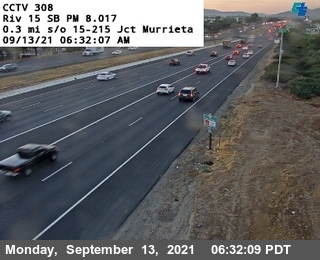 CCTV 308
Riv 15 SB PM 8.017
0.3 mi s/o 15-215 Jct Murrieta
09/13/21 06:32:07 AM
Monday, September 13, 2021 06:32:09 PDT